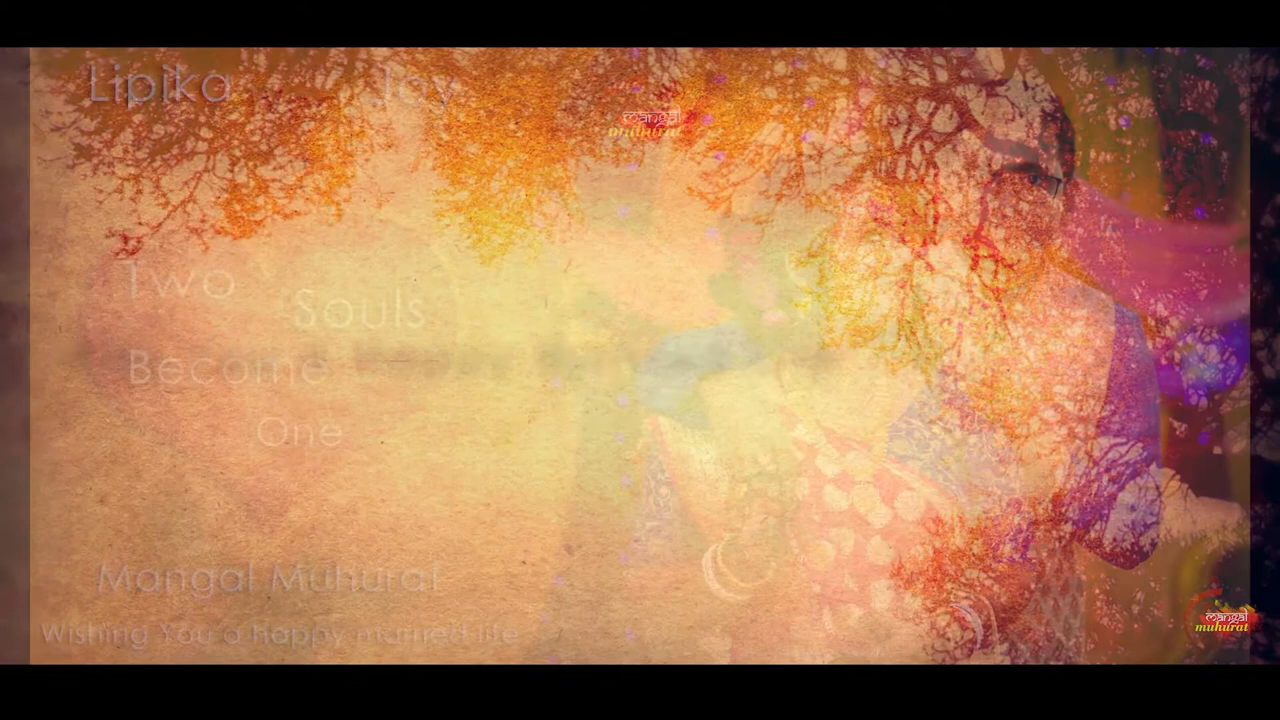 Lipika Joy
mangal
muhurat
Two
Souls
Become
One
Mangal Muhurat
Wishing You a happy married life
mangal
muhurat